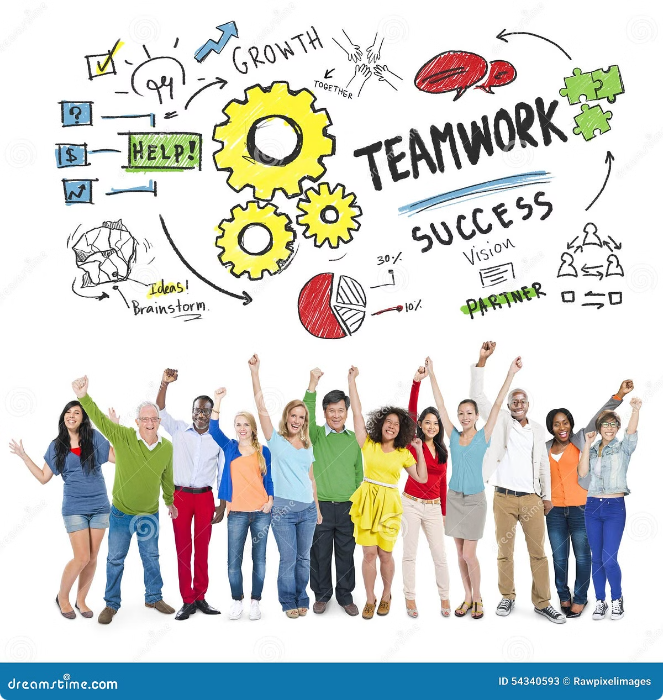 GROWTH
TOGETHER
TEAMWORK
?
$
HELP!
SUCCESS
Vision
30%
Ideas!
Brainstorm.
10%
PARTNER
dreamstime.com
ID 54340593 © Rawpixelimages